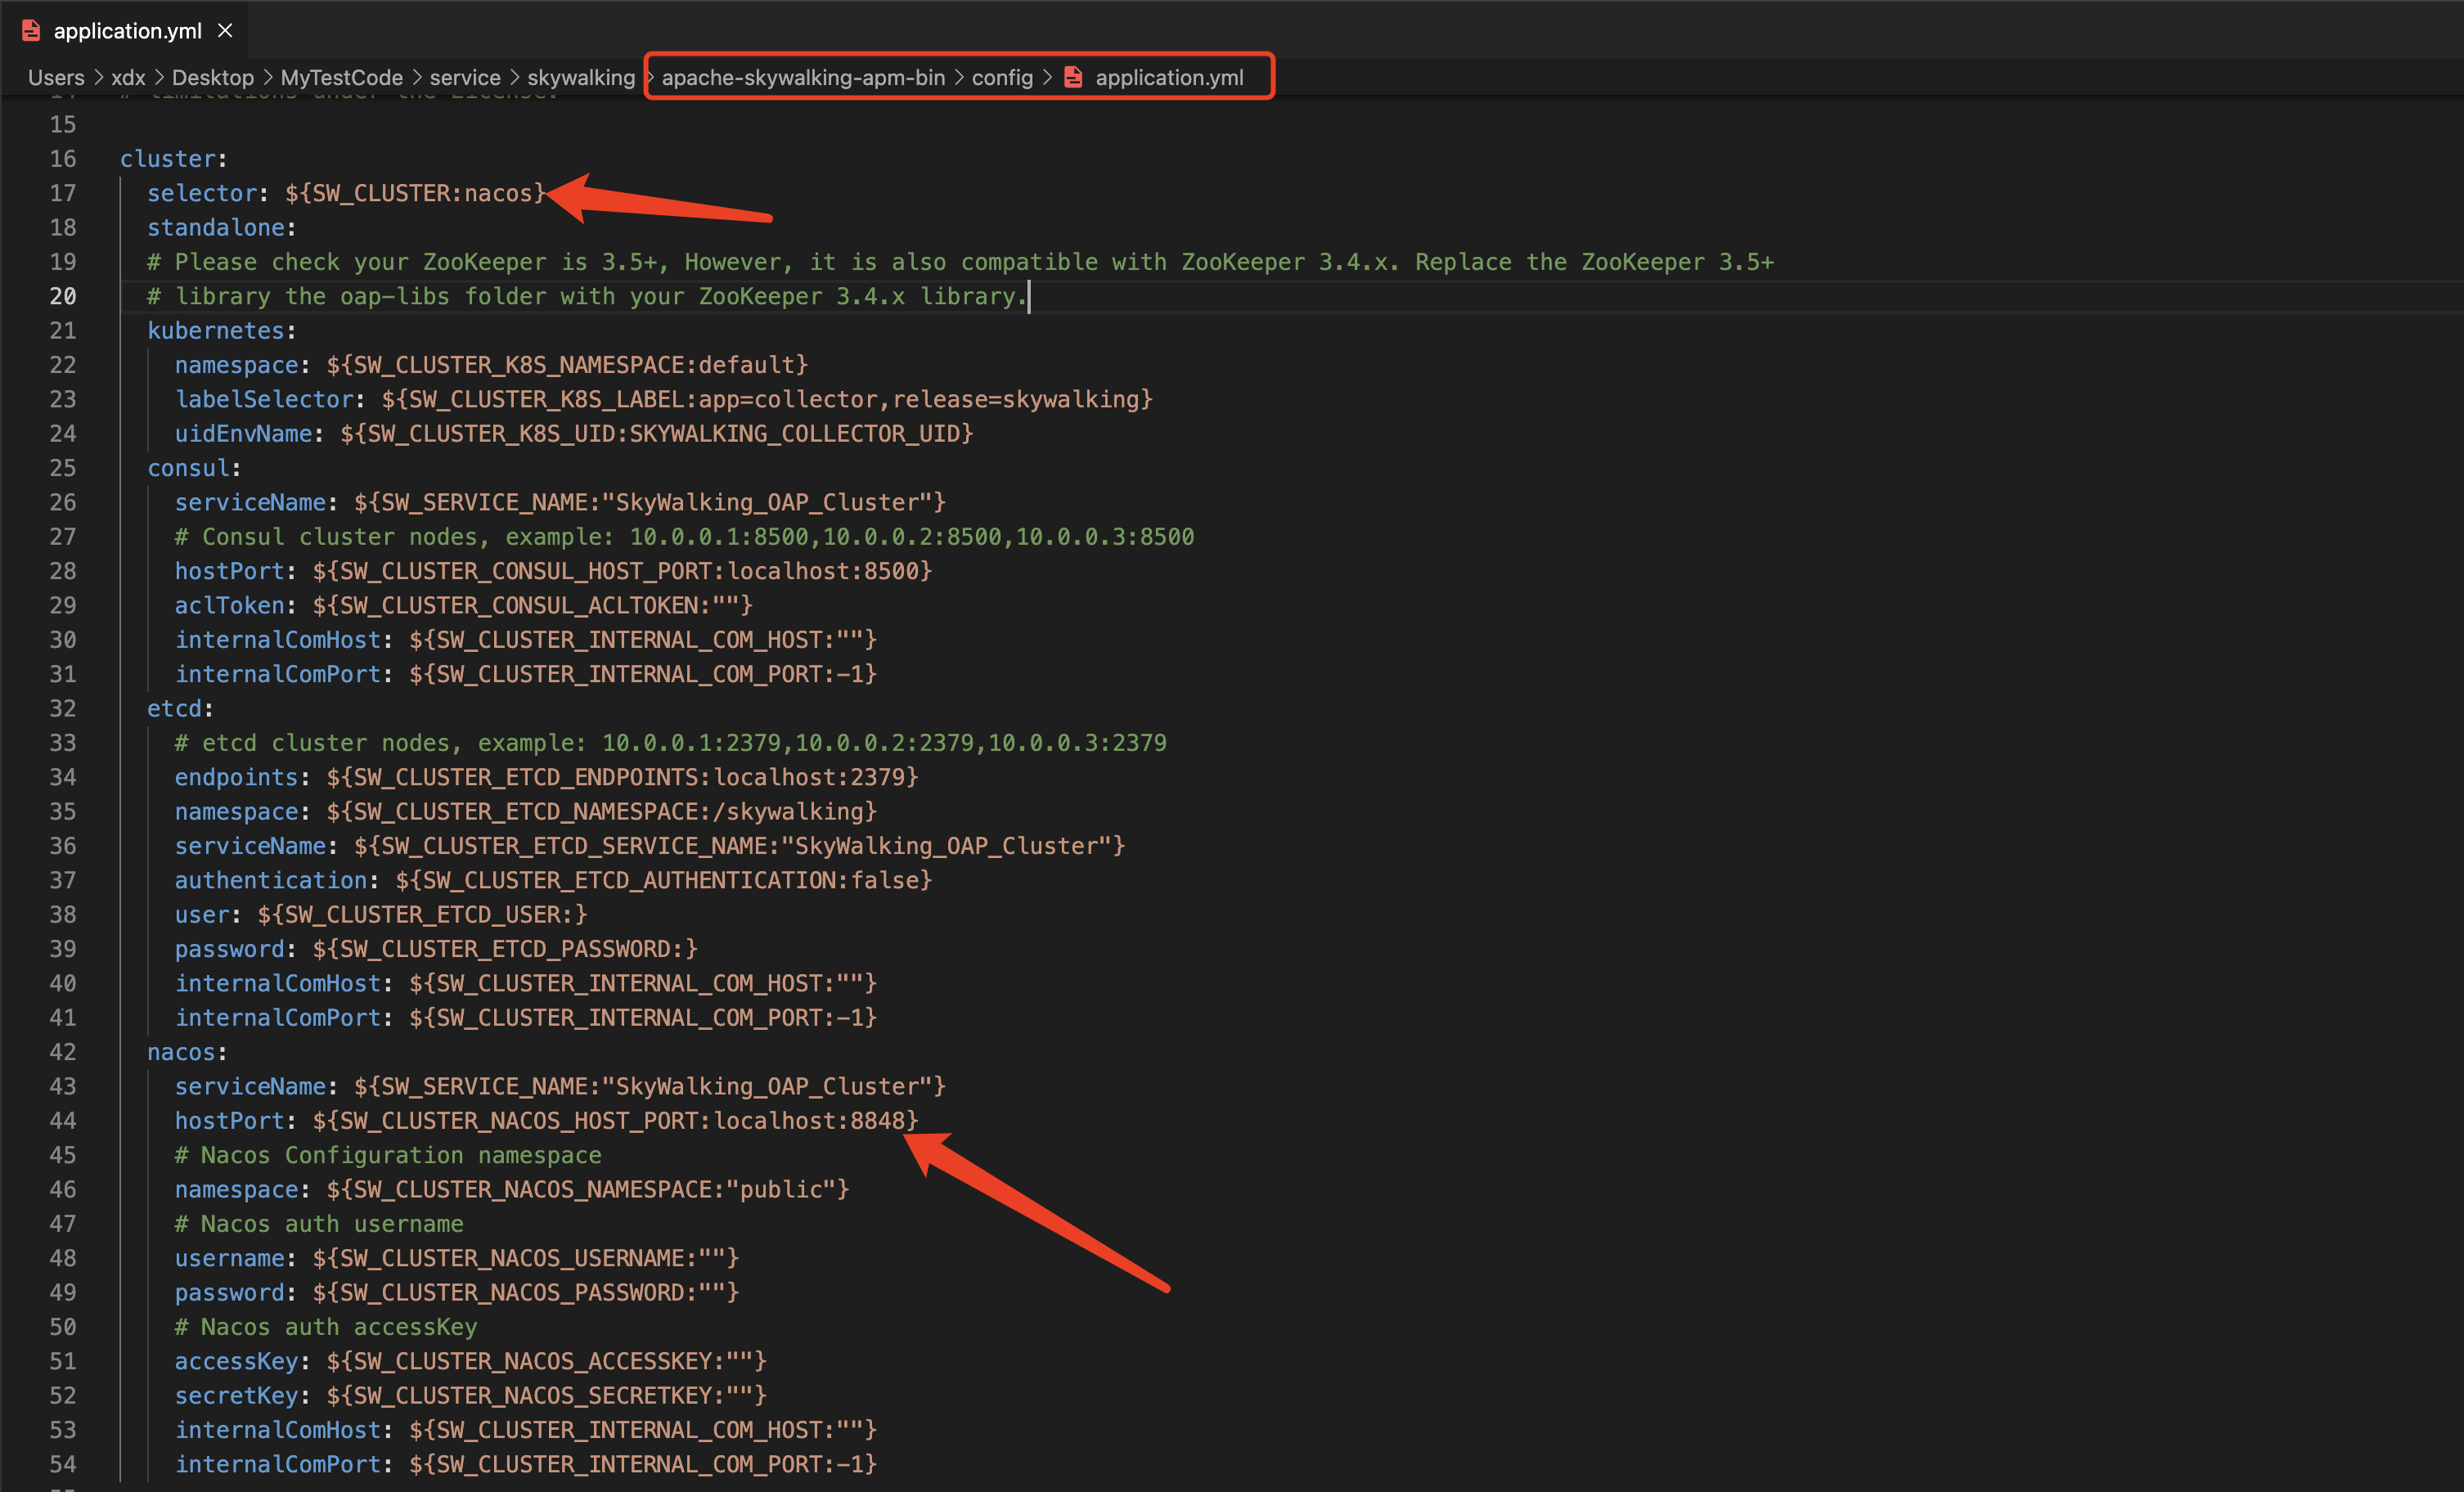 application.yml
Users > xdx > Desktop > MyTestCode > service > skywalking > apache-skywalking-apm-bin > config > application.yml
14 # limitations under the License.
15
16 cluster:
17   selector: ${SW_CLUSTER:nacos}
18   standalone:
19   # Please check your ZooKeeper is 3.5+, However, it is also compatible with ZooKeeper 3.4.x. Replace the ZooKeeper 3.5+
20   # library the oap-libs folder with your ZooKeeper 3.4.x library.
21   kubernetes:
22     namespace: ${SW_CLUSTER_K8S_NAMESPACE:default}
23     labelSelector: ${SW_CLUSTER_K8S_LABEL:app=collector,release=skywalking}
24     uidEnvName: ${SW_CLUSTER_K8S_UID:SKYWALKING_COLLECTOR_UID}
25   consul:
26     serviceName: ${SW_SERVICE_NAME:"SkyWalking_OAP_Cluster"}
27     # Consul cluster nodes, example: 10.0.0.1:8500,10.0.0.2:8500,10.0.0.3:8500
28     hostPort: ${SW_CLUSTER_CONSUL_HOST_PORT:localhost:8500}
29     aclToken: ${SW_CLUSTER_CONSUL_ACLTOKEN:""}
30     internalComHost: ${SW_CLUSTER_INTERNAL_COM_HOST:""}
31     internalComPort: ${SW_CLUSTER_INTERNAL_COM_PORT:-1}
32   etcd:
33     # etcd cluster nodes, example: 10.0.0.1:2379,10.0.0.2:2379,10.0.0.3:2379
34     endpoints: ${SW_CLUSTER_ETCD_ENDPOINTS:localhost:2379}
35     namespace: ${SW_CLUSTER_ETCD_NAMESPACE:/skywalking}
36     serviceName: ${SW_CLUSTER_ETCD_SERVICE_NAME:"SkyWalking_OAP_Cluster"}
37     authentication: ${SW_CLUSTER_ETCD_AUTHENTICATION:false}
38     user: ${SW_CLUSTER_ETCD_USER:}
39     password: ${SW_CLUSTER_ETCD_PASSWORD:}
40     internalComHost: ${SW_CLUSTER_INTERNAL_COM_HOST:""}
41     internalComPort: ${SW_CLUSTER_INTERNAL_COM_PORT:-1}
42   nacos:
43     serviceName: ${SW_SERVICE_NAME:"SkyWalking_OAP_Cluster"}
44     hostPort: ${SW_CLUSTER_NACOS_HOST_PORT:localhost:8848}
45     # Nacos Configuration namespace
46     namespace: ${SW_CLUSTER_NACOS_NAMESPACE:"public"}
47     # Nacos auth username
48     username: ${SW_CLUSTER_NACOS_USERNAME:""}
49     password: ${SW_CLUSTER_NACOS_PASSWORD:""}
50     # Nacos auth accessKey
51     accessKey: ${SW_CLUSTER_NACOS_ACCESSKEY:""}
52     secretKey: ${SW_CLUSTER_NACOS_SECRETKEY:""}
53     internalComHost: ${SW_CLUSTER_INTERNAL_COM_HOST:""}
54     internalComPort: ${SW_CLUSTER_INTERNAL_COM_PORT:-1}